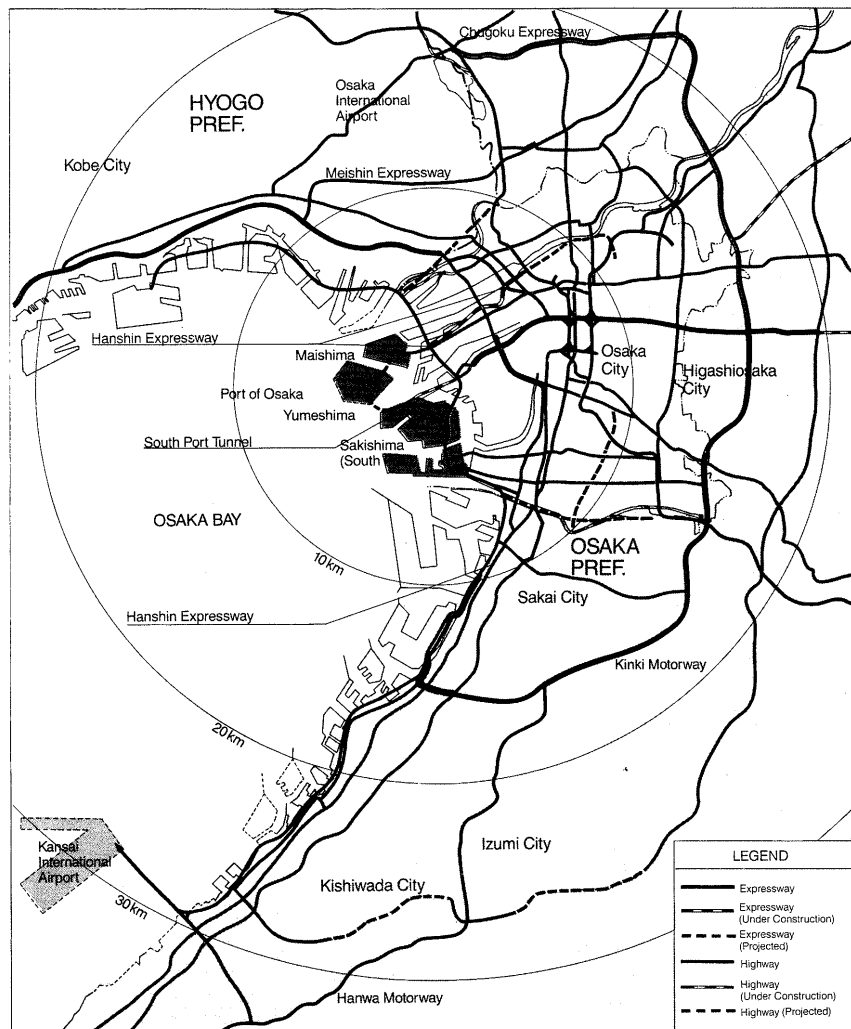 Chugoku Expressway
Osaka
International
Airport
HYOGO
PREF.
Kobe City
Meishin Expressway
Hanshin Expressway
Maishima
Osaka
City
Higashiosaka
City
Port of Osaka
Yumeshima
South Port Tunnel
Sakishima
(South
OSAKA BAY
10km
OSAKA
PREF.
Sakai City
Hanshin Expressway
Kinki Motorway
20km
Kansai
International
Airport
Izumi City
Kishiwada City
30km
Hanwa Motorway
LEGEND
Expressway
Expressway
(Under Construction)
Expressway
(Projected)
Highway
Highway
(Under Construction)
Highway (Projected)